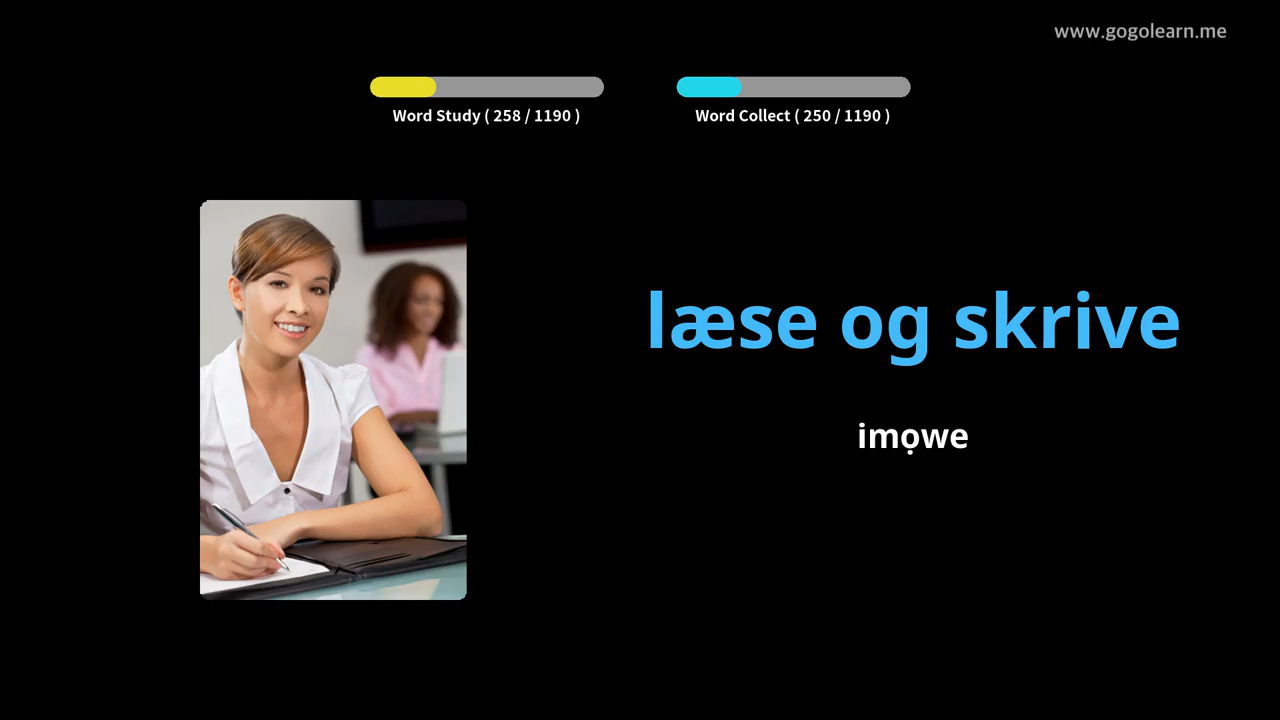 www.gogolearn.me
Word Study ( 258 / 1190 )
Word Collect ( 250 / 1190 )
læse og skrive
imọwe